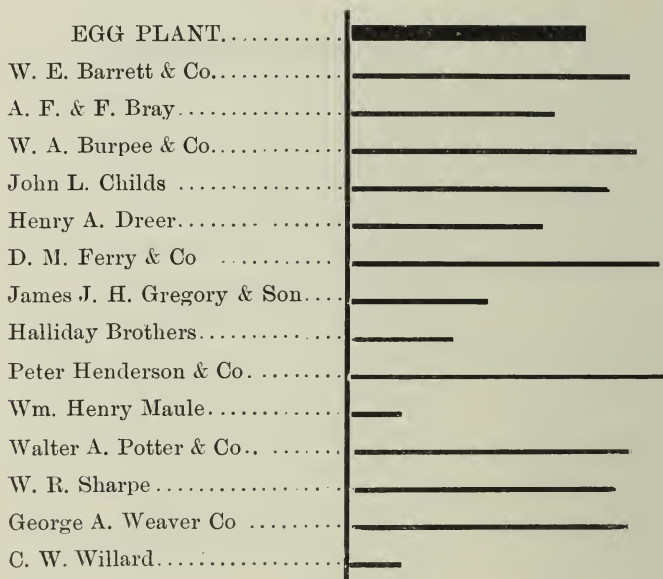 EGG PLANT...........
W. E. Barrett & Co.............
A. F. & F. Bray................
W. A. Burpee & Co.............
John L. Childs ................
Henry A. Dreer....... ........
D. M. Ferry & Co ............
James J. H. Gregory & Son....
Halliday Brothers..............
Peter Henderson & Co. .........
Wm. Henry Maule.............
Walter A. Potter & Co.. .......
W. R. Sharpe..................
George A. Weaver Co .........
C. W. Willard..................